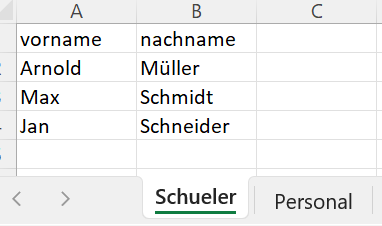 A B C
vorname nachname
Arnold Müller
Max Schmidt
Jan Schneider
Schueler Personal